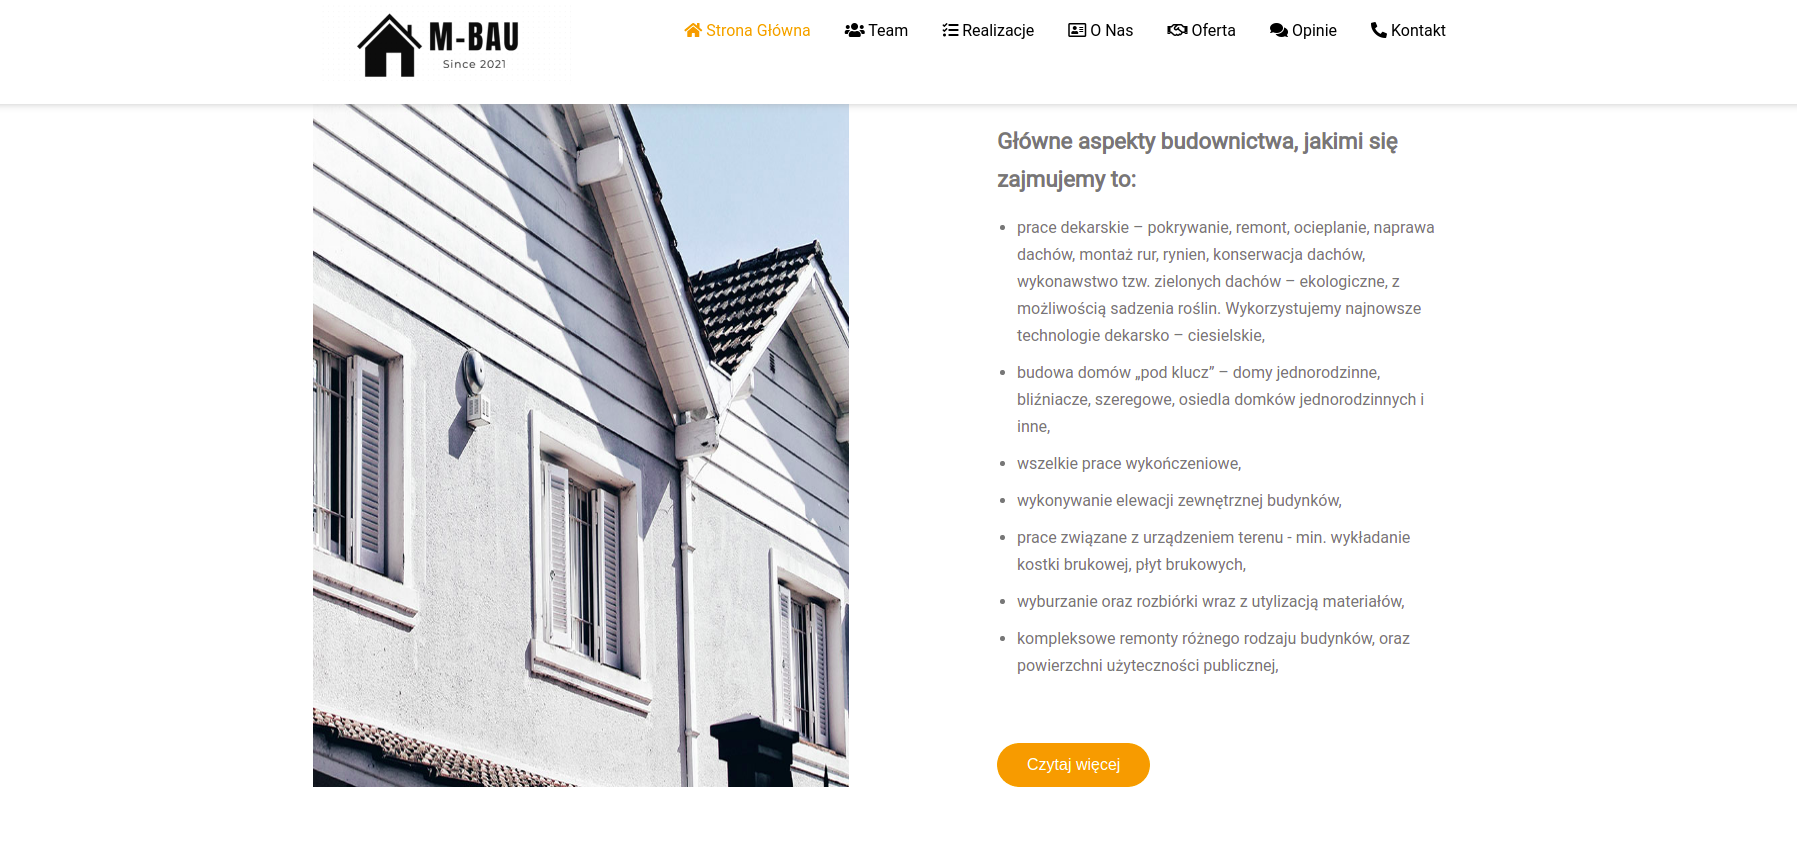 M-BAU
Since 2021
Strona Główna
Team
Realizacje
O Nas
Oferta
Opinie
Kontakt
Główne aspekty budownictwa, jakimi się
zajmujemy to:
prace dekarskie – pokrywanie, remont, ocieplanie, naprawa
dachów, montaż rur, rynien, konserwacja dachów,
wykonawstwo tzw. zielonych dachów – ekologiczne, z
możliwością sadzenia roślin. Wykorzystujemy najnowsze
technologie dekarsko – ciesielskie,
budowa domów „pod klucz” – domy jednorodzinne,
bliźniacze, szeregowe, osiedla domków jednorodzinnych i
inne,
wszelkie prace wykończeniowe,
wykonywanie elewacji zewnętrznej budynków,
prace związane z urządzeniem terenu - min. wykładanie
kostki brukowej, płyt brukowych,
wyburzanie oraz rozbiórki wraz z utylizacją materiałów,
kompleksowe remonty różnego rodzaju budynków, oraz
powierzchni użyteczności publicznej,
Czytaj więcej